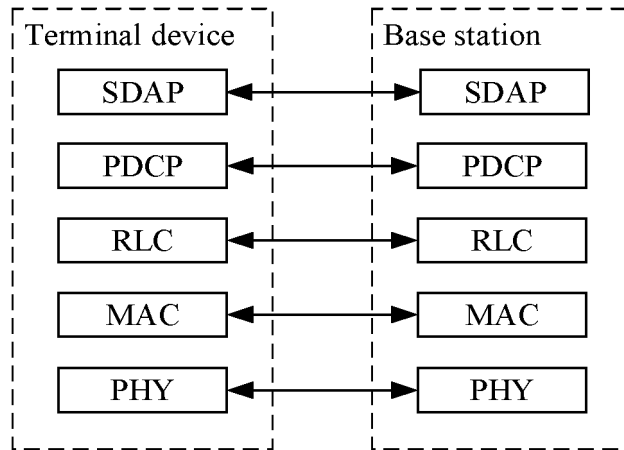 Terminal device
Base station
SDAP
SDAP
PDCP
PDCP
RLC
RLC
MAC
MAC
PHY
PHY